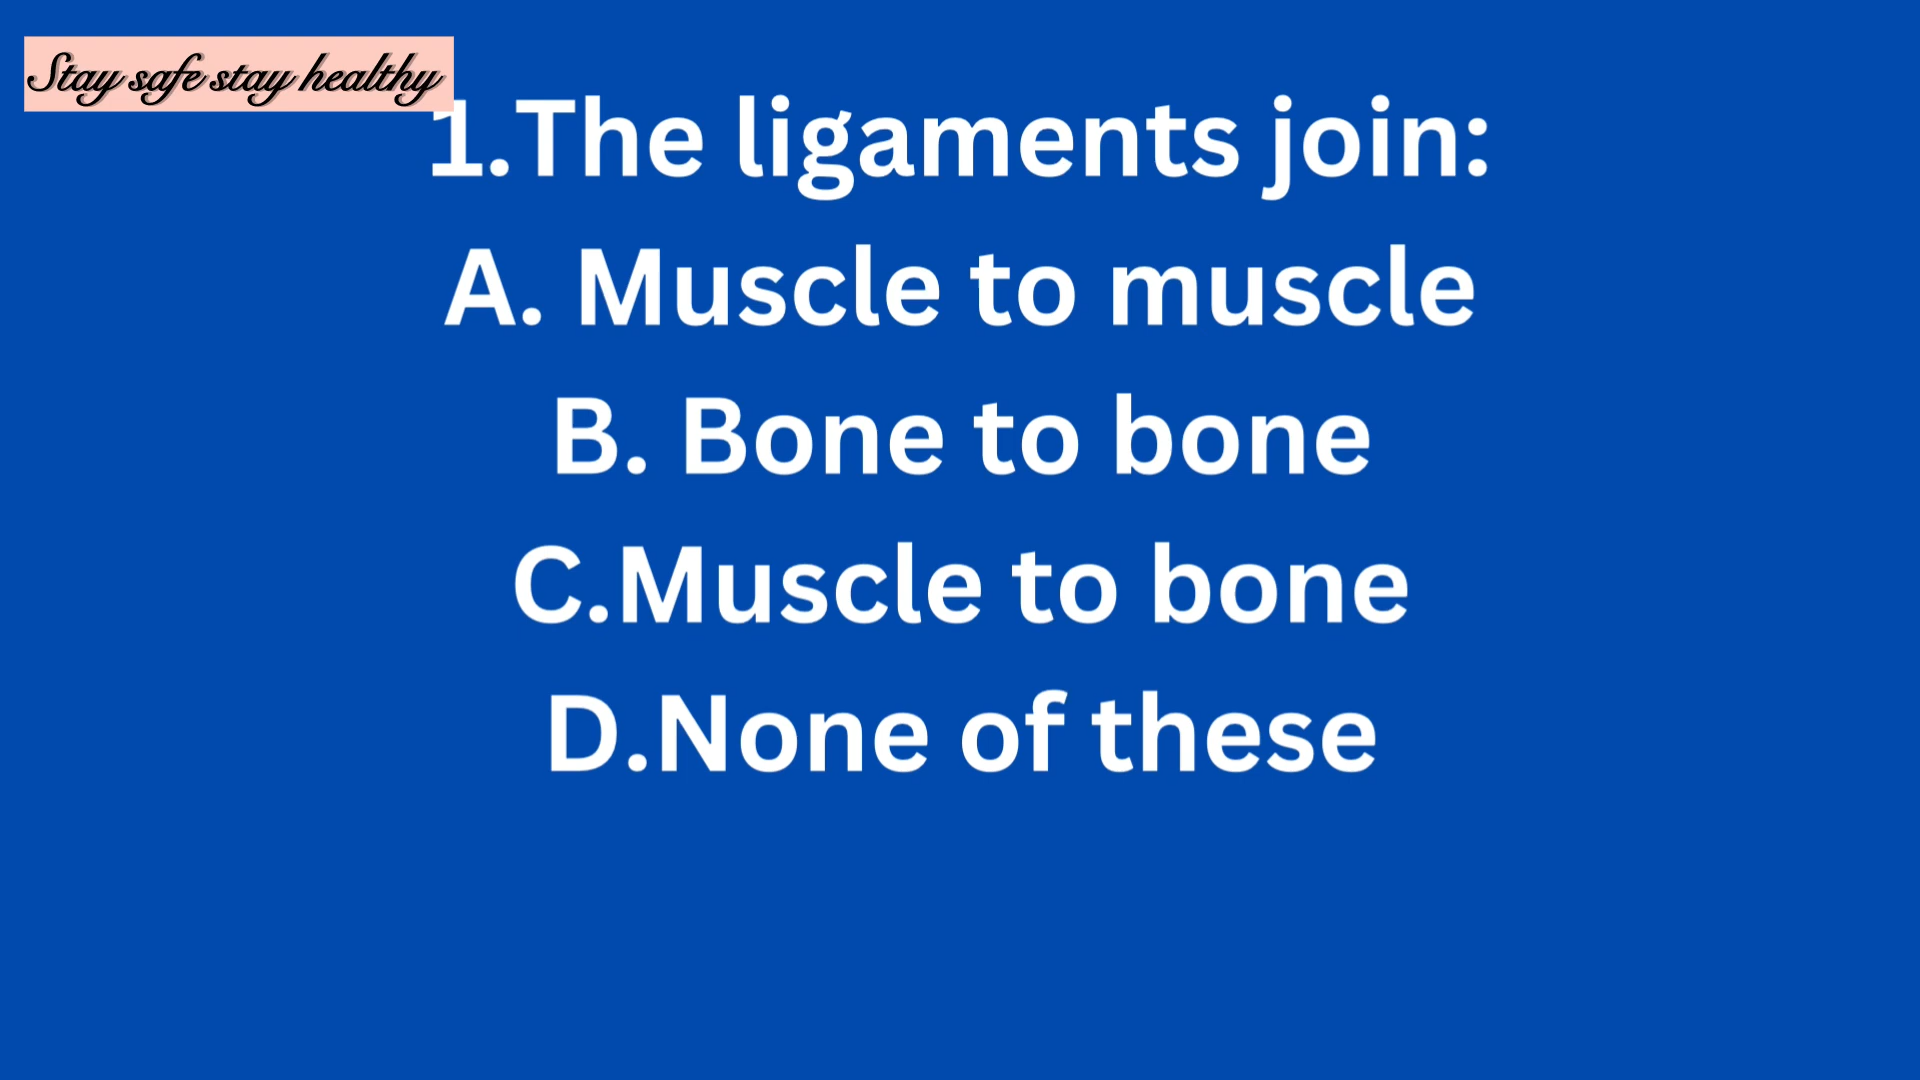 Stay safe stay healthy
1.The ligaments join:
A. Muscle to muscle
B. Bone to bone
C.Muscle to bone
D.None of these